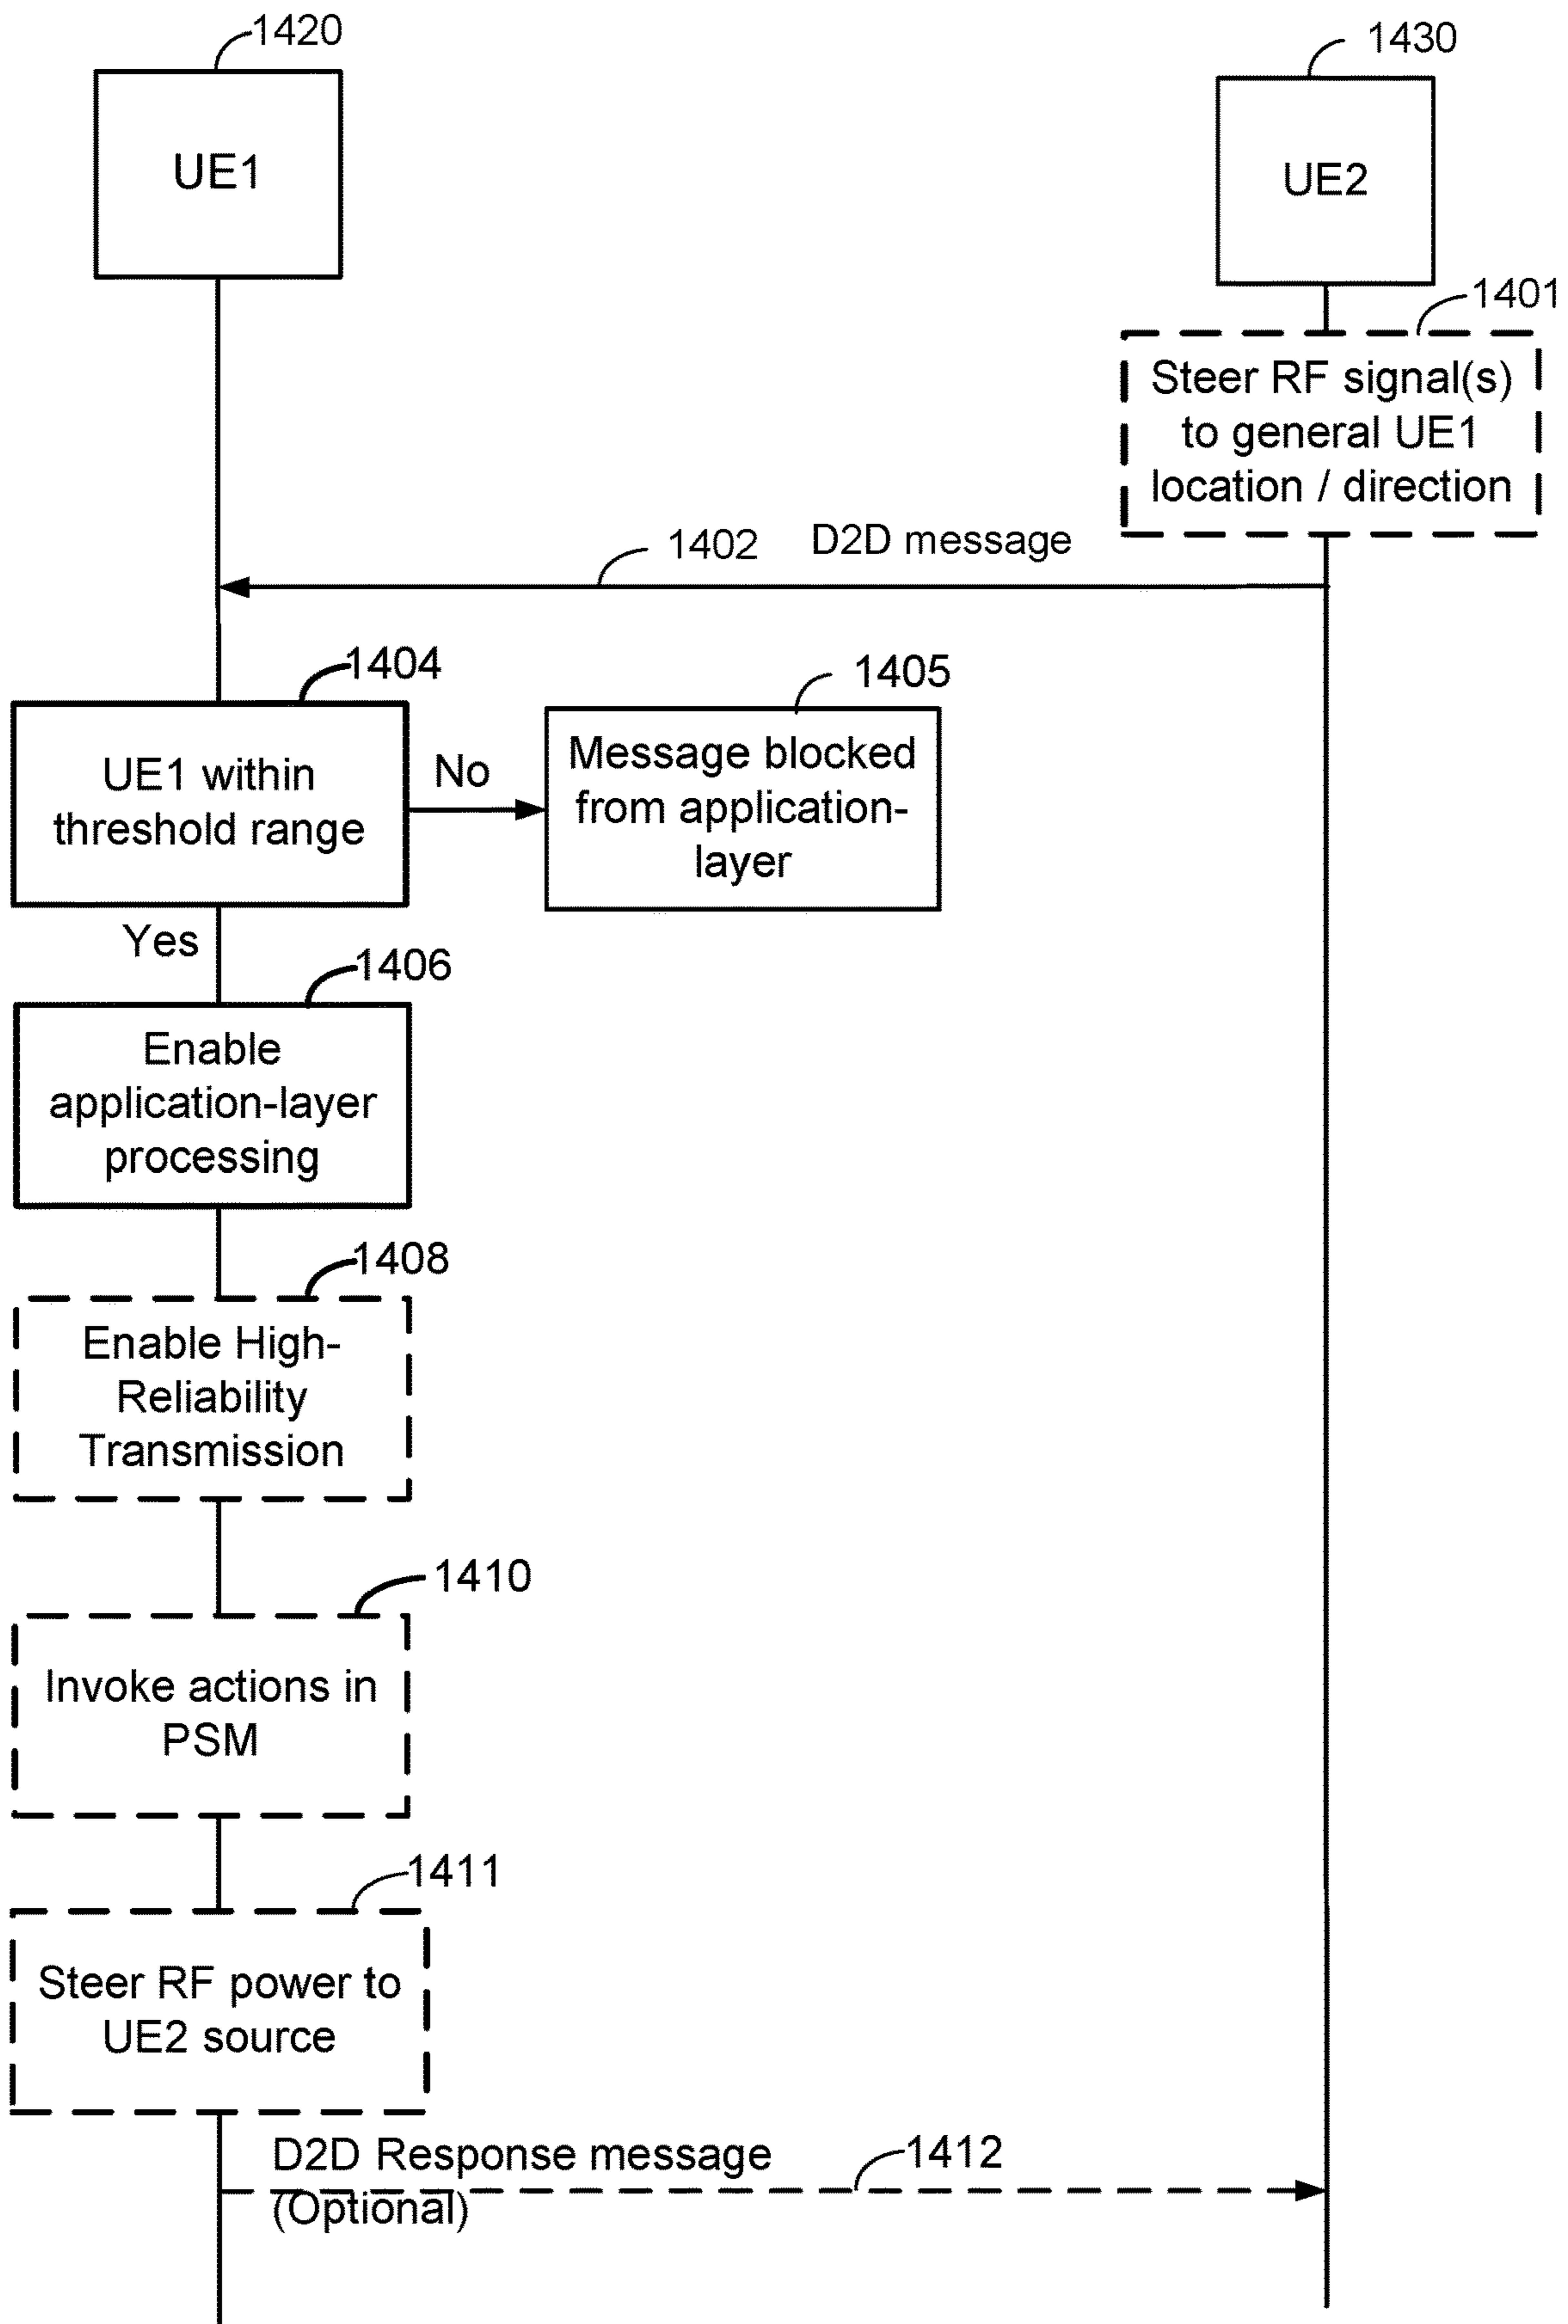 1420
1430
UE1
UE2
1401
Steer RF signal(s)
to general UE1
location / direction
1402
D2D message
1404
1405
UE1 within
threshold range
No
Message blocked
from application-
layer
Yes
1406
Enable
application-layer
processing
1408
Enable High-
Reliability
Transmission
1410
Invoke actions in
PSM
1411
Steer RF power to
UE2 source
D2D Response message
(Optional)
1412